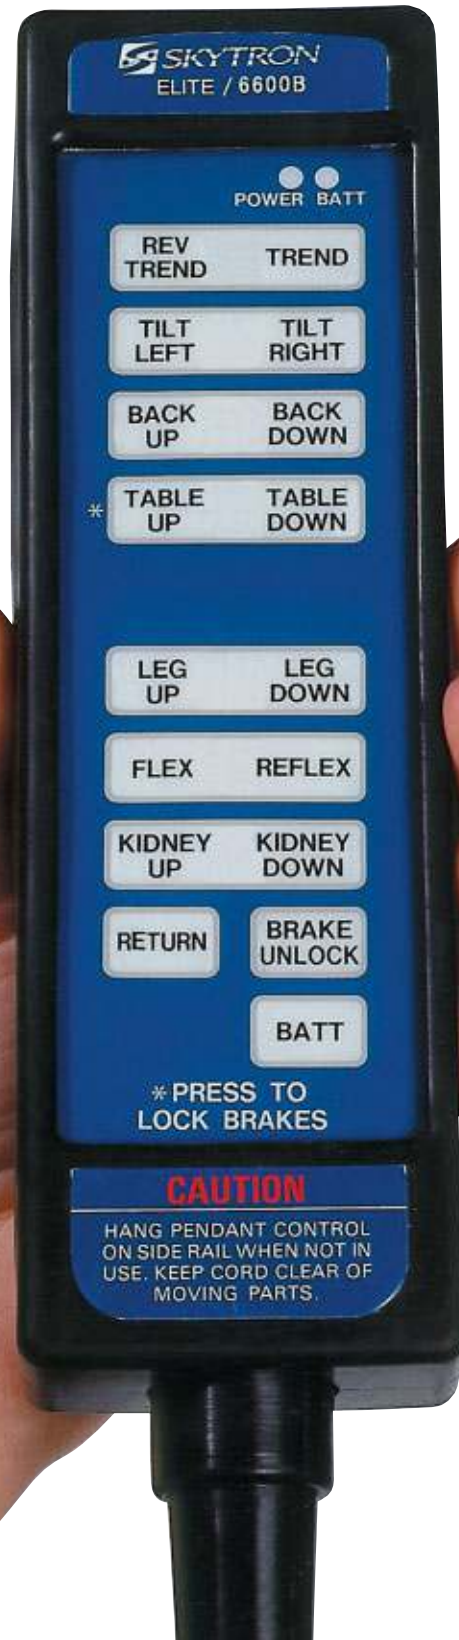 SKYTRON
ELITE / 6600B
POWER BATT
REV TREND
TREND
TILT LEFT
TILT RIGHT
BACK UP
BACK DOWN
* TABLE UP
TABLE DOWN
LEG UP
LEG DOWN
FLEX
REFLEX
KIDNEY UP
KIDNEY DOWN
RETURN
BRAKE UNLOCK
BATT
*PRESS TO
LOCK BRAKES
CAUTION
HANG PENDANT CONTROL
ON SIDE RAIL WHEN NOT IN
USE. KEEP CORD CLEAR OF
MOVING PARTS.